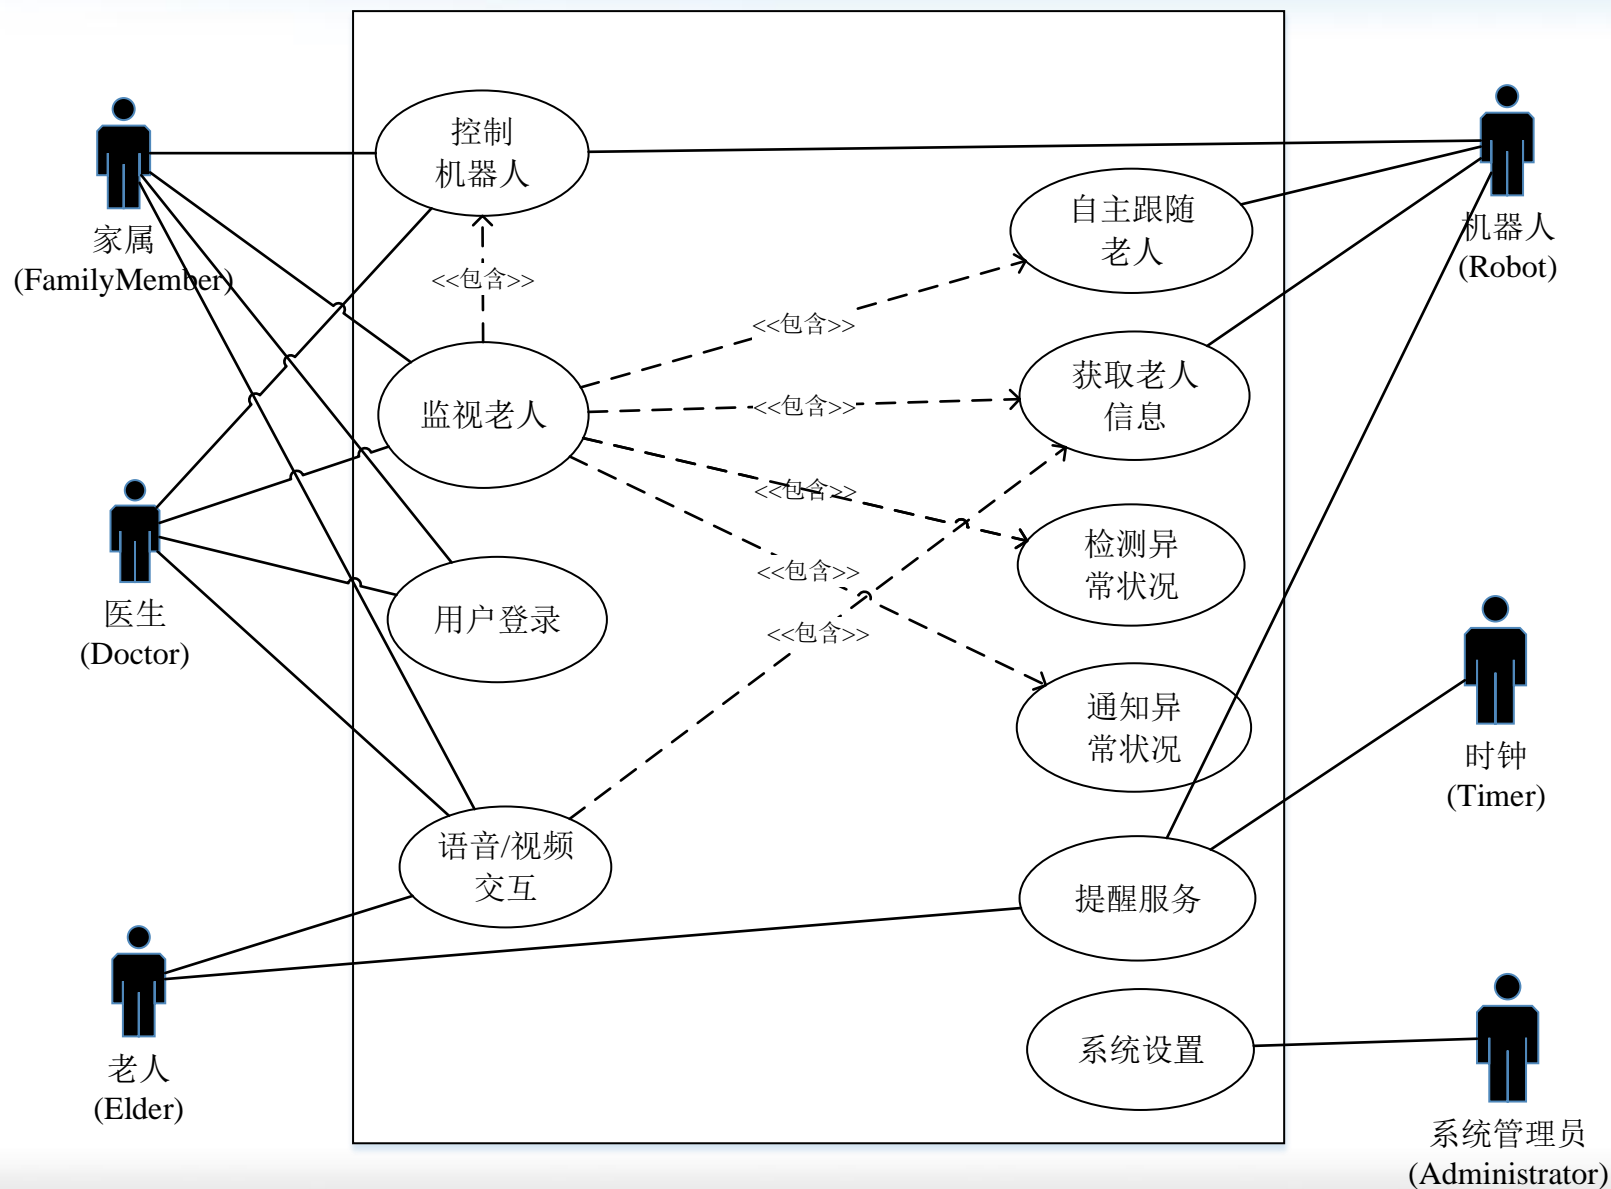 控制
机器人
家属
(FamilyMember)
自主跟随
老人
机器人
(Robot)
<<包含>>
<<包含>>
获取老人
信息
监视老人
<<包含>>
<<包含>>
检测异
常状况
<<包含>>
医生
(Doctor)
用户登录
<<包含>>
通知异
常状况
时钟
(Timer)
语音/视频
交互
提醒服务
老人
(Elder)
系统设置
系统管理员
(Administrator)